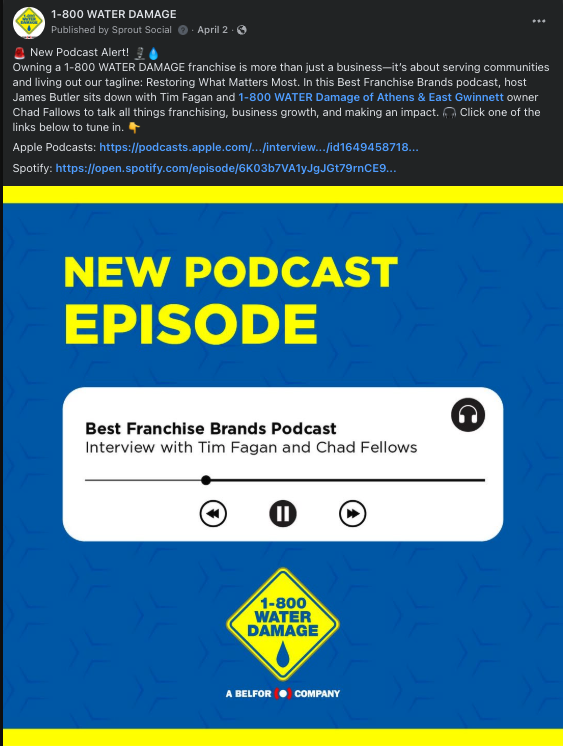 1-800 WATER DAMAGE
Published by Sprout Social · April 2 ·
🚨 New Podcast Alert! 🎙️💧
Owning a 1-800 WATER DAMAGE franchise is more than just a business—it's about serving communities
and living out our tagline: Restoring What Matters Most. In this Best Franchise Brands podcast, host
James Butler sits down with Tim Fagan and 1-800 WATER Damage of Athens & East Gwinnett owner
Chad Fallows to talk all things franchising, business growth, and making an impact. 🎧 Click one of the
links below to tune in. 👇
Apple Podcasts: https://podcasts.apple.com/.../interview.../id1649458718...
Spotify: https://open.spotify.com/episode/6K03b7VA1yJgJGt79rnCE9...
NEW PODCAST
EPISODE
Best Franchise Brands Podcast
Interview with Tim Fagan and Chad Fellows
1-800
WATER
DAMAGE
A BELFOR COMPANY